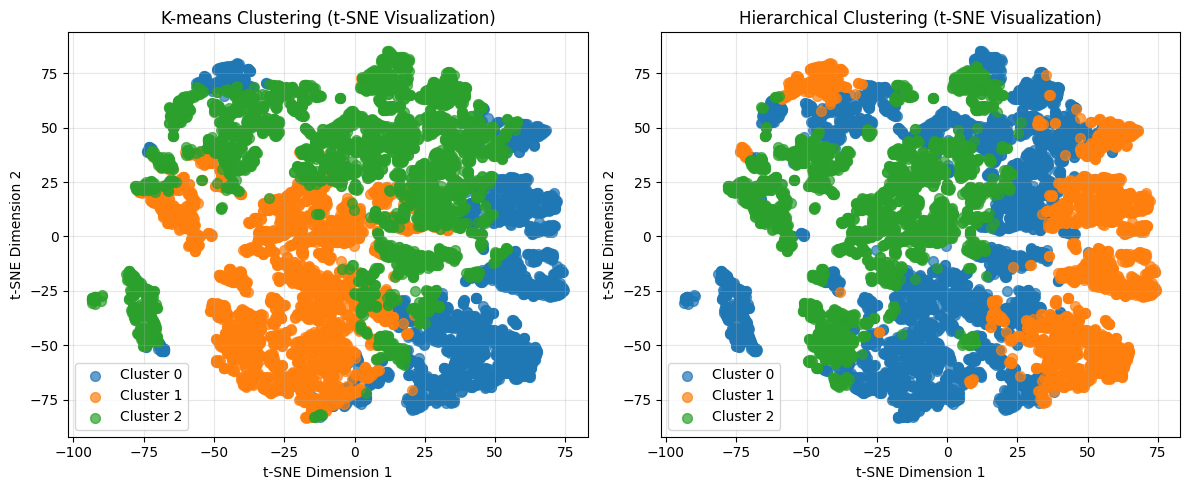 K-means Clustering (t-SNE Visualization)
75
50
25
0
−25
−50
−75
t-SNE Dimension 2
Cluster 0
Cluster 1
Cluster 2
−100 −75 −50 −25 0 25 50 75
t-SNE Dimension 1
Hierarchical Clustering (t-SNE Visualization)
75
50
25
0
−25
−50
−75
t-SNE Dimension 2
Cluster 0
Cluster 1
Cluster 2
−100 −75 −50 −25 0 25 50 75
t-SNE Dimension 1